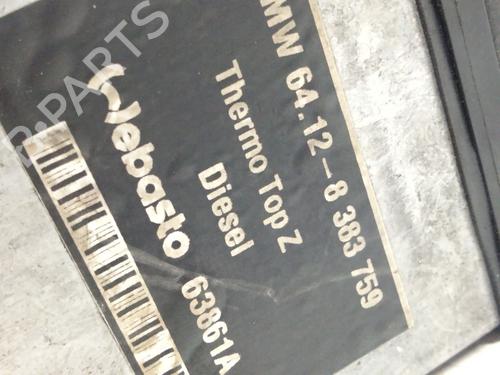 MW 64.12-8 383 759
Thermo Top Z
Diesel
Webasto 63861A
PARTS